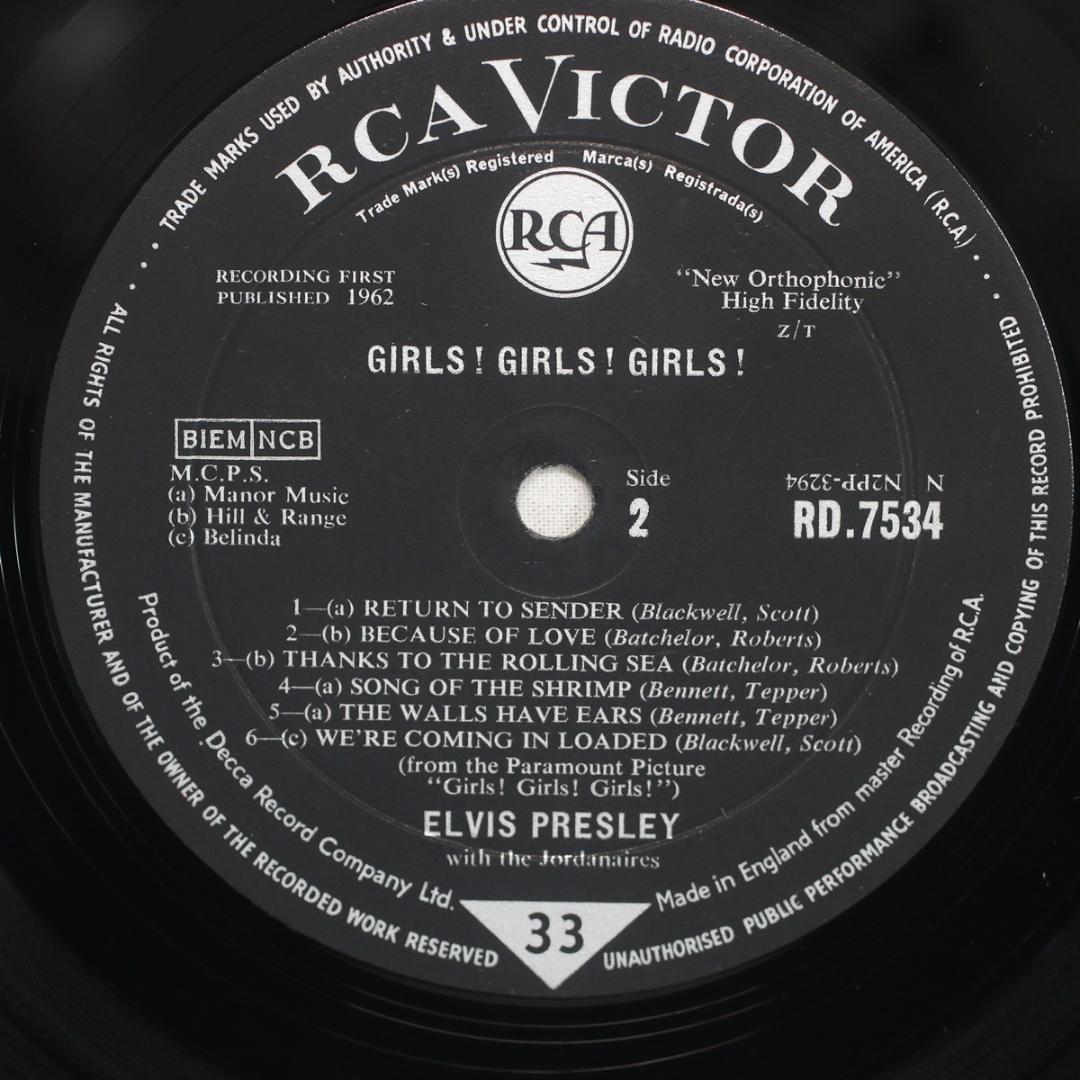 TRADE MARKS USED BY AUTHORITY & UNDER CONTROL OF RADIO CORPORATION OF AMERICA (R.C.A.)
RCA VICTOR
Trade Mark(s) Registered Marca(s) Registrada(s)
RCA
RECORDING FIRST
PUBLISHED 1962
“New Orthophonic”
High Fidelity
Z/T
GIRLS! GIRLS! GIRLS!
BIEM NCB
M.C.P.S.
(a) Manor Music
(b) Hill & Range
(c) Belinda
Side
2
N N2PP-3294
RD.7534
1—(a) RETURN TO SENDER (Blackwell, Scott)
2—(b) BECAUSE OF LOVE (Batchelor, Roberts)
3—(b) THANKS TO THE ROLLING SEA (Batchelor, Roberts)
4—(a) SONG OF THE SHRIMP (Bennett, Tepper)
5—(a) THE WALLS HAVE EARS (Bennett, Tepper)
6—(c) WE'RE COMING IN LOADED (Blackwell, Scott)
(from the Paramount Picture
“Girls! Girls! Girls!”)
ELVIS PRESLEY
with the Jordanaires
Product of the Decca Record Company Ltd.
Made in England from master Recording of R.C.A.
33
ALL RIGHTS OF THE MANUFACTURER AND OF THE OWNER OF THE RECORDED WORK RESERVED
UNAUTHORISED PUBLIC PERFORMANCE BROADCASTING AND COPYING OF THIS RECORD PROHIBITED